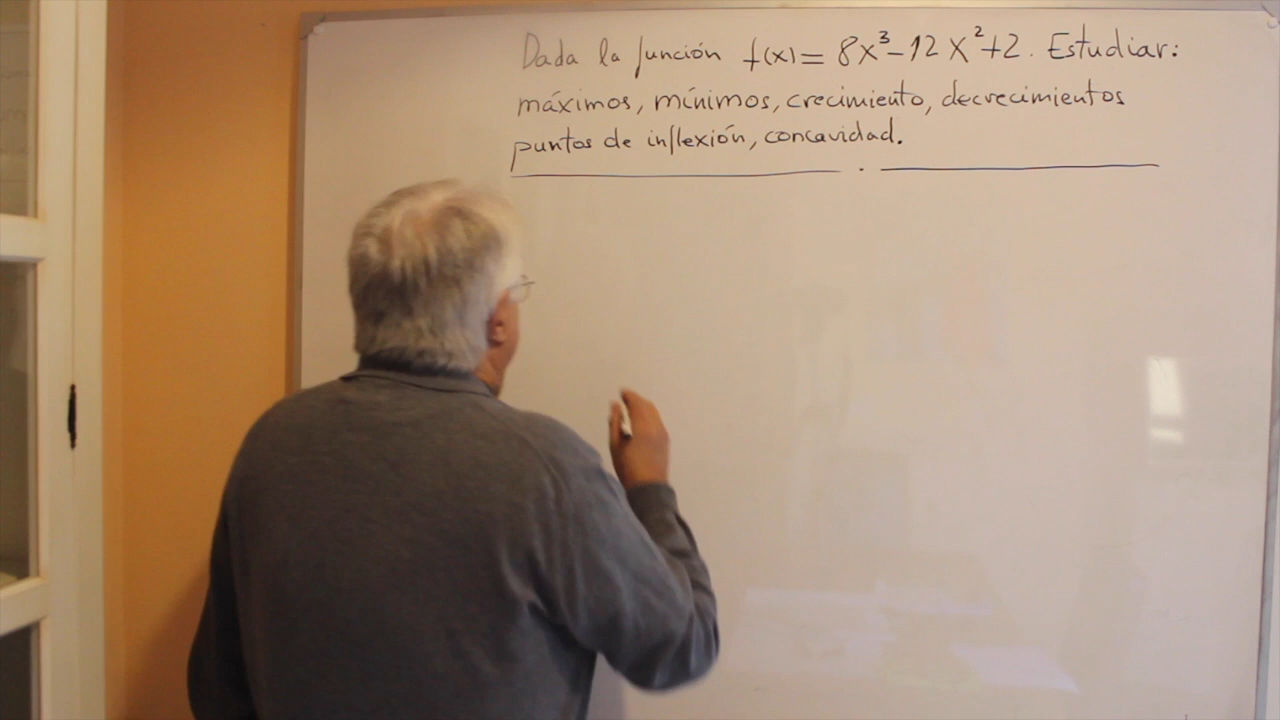 Dada la función f(x) = 8x³-12x²+2. Estudiar:
máximos, mínimos, crecimiento, decrecimientos
puntos de inflexión, concavidad.